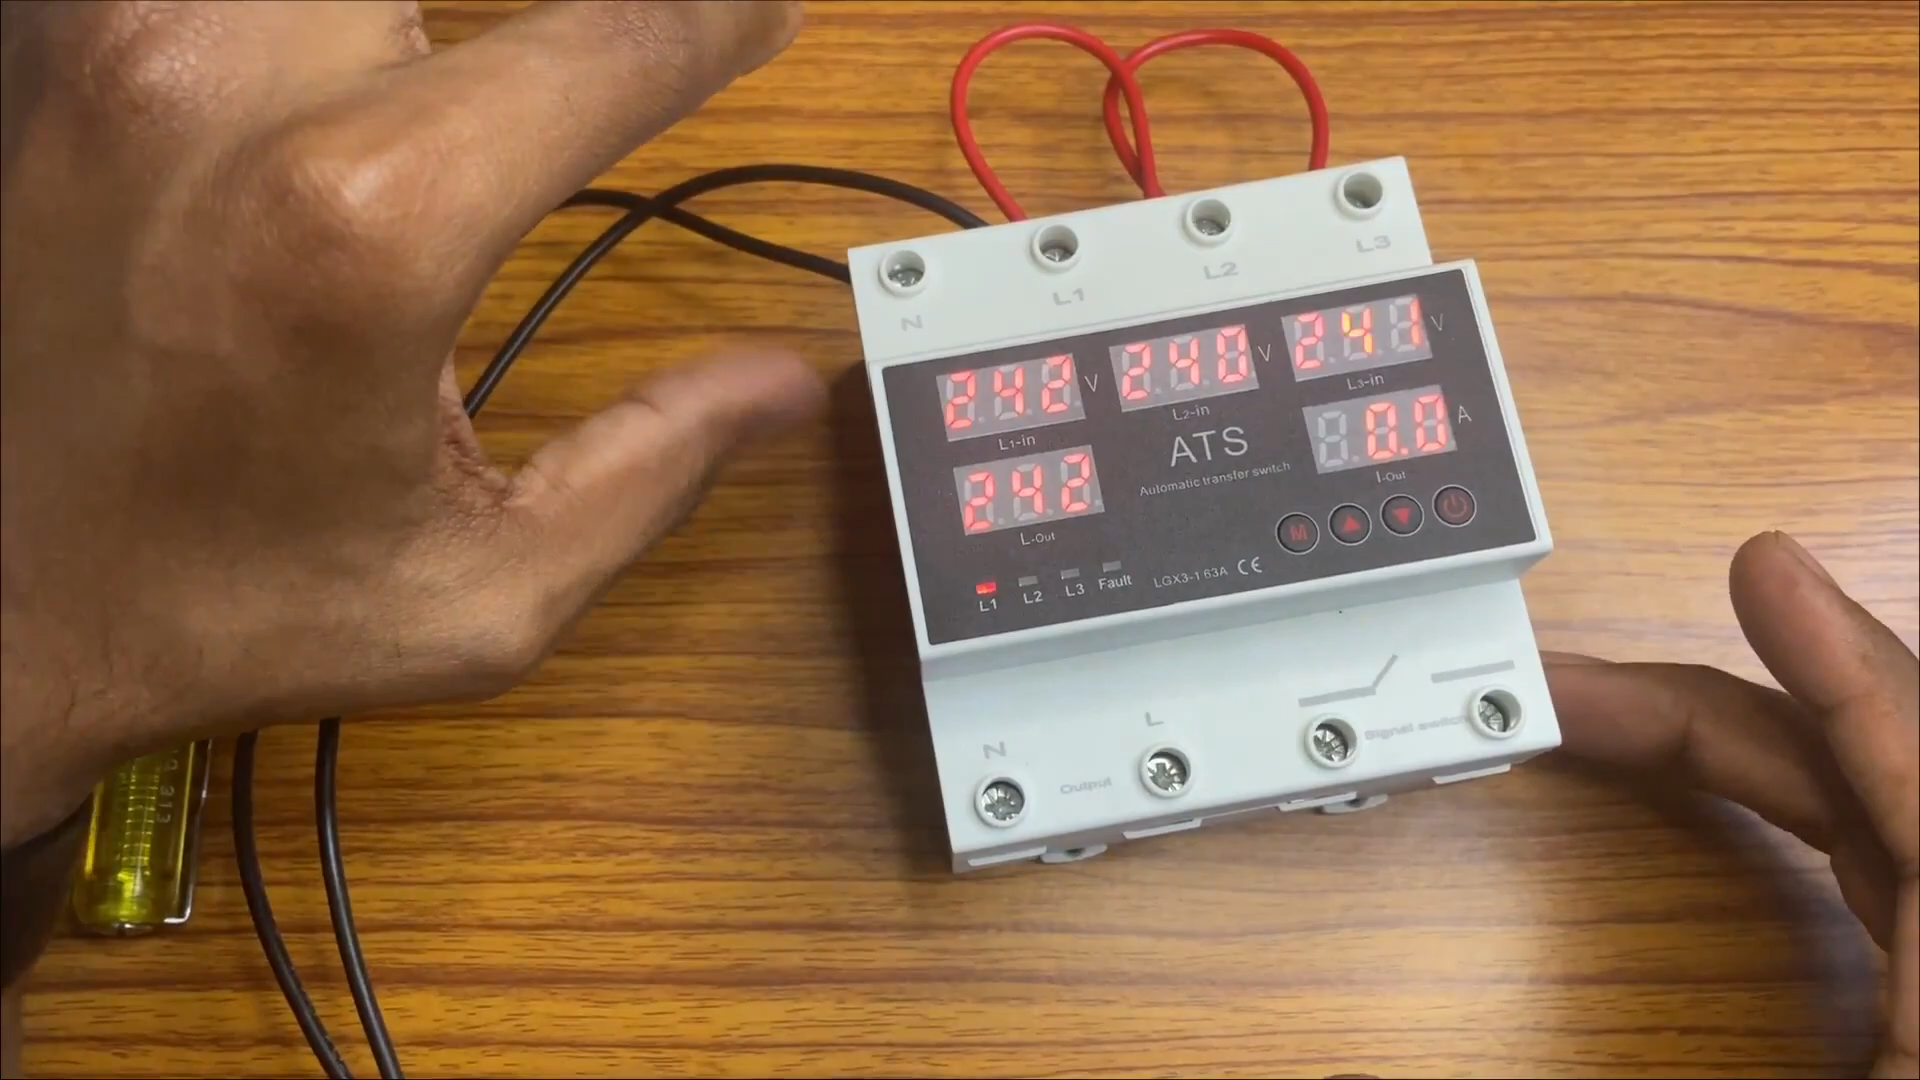 N
L1
L2
L3
242 V
240 V
241 V
L1-in
L2-in
L3-in
242
ATS
0.0 A
L-Out
Automatic transfer switch
I-Out
M
L1
L2
L3
Fault
LGX3-1 63A CE
N
Output
L
Signal switch
313